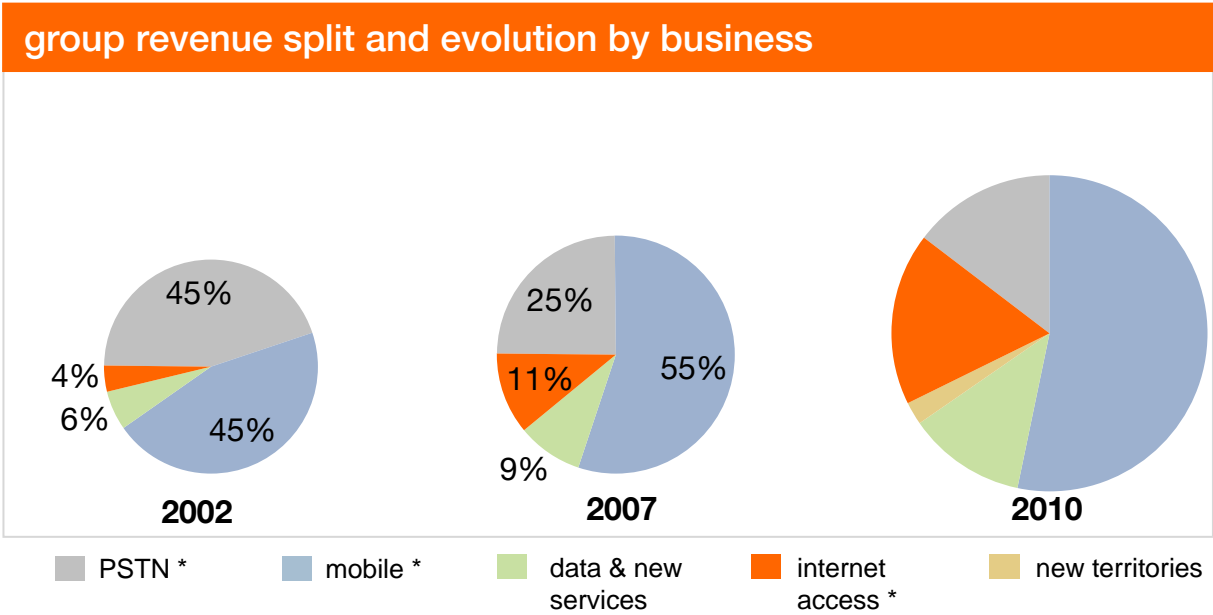 group revenue split and evolution by business
45%
4%
6%
45%
2002
25%
11%
55%
9%
2007
2010
PSTN *
mobile *
data & new
services
internet
access *
new territories